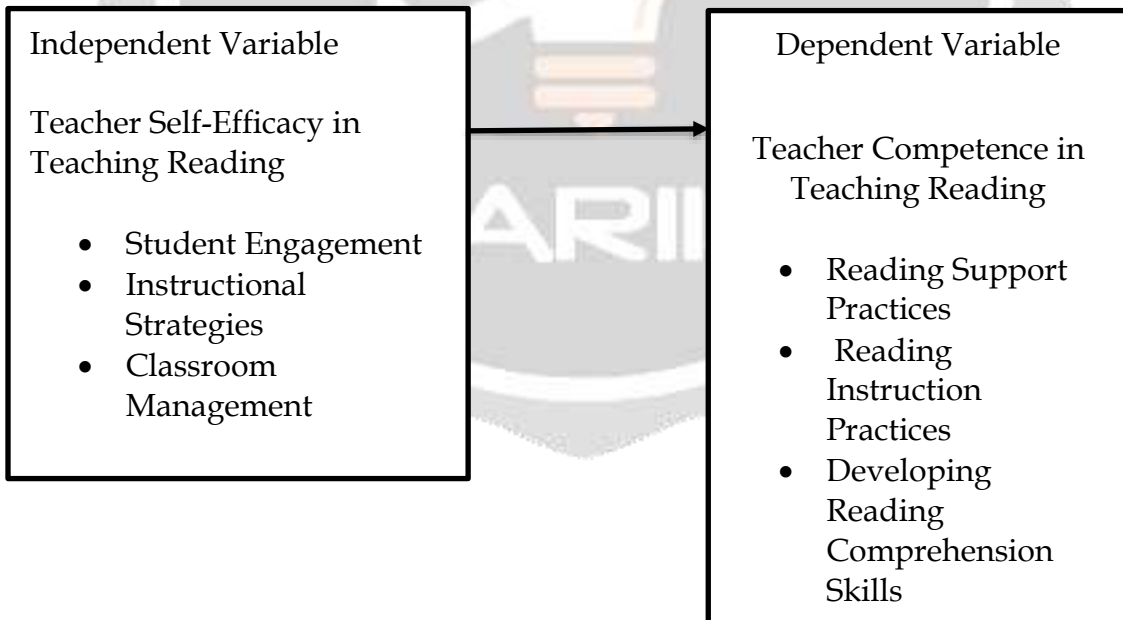 Independent Variable
Teacher Self-Efficacy in
Teaching Reading
• Student Engagement
• Instructional
Strategies
• Classroom
Management
Dependent Variable
Teacher Competence in
Teaching Reading
• Reading Support
Practices
• Reading
Instruction
Practices
• Developing
Reading
Comprehension
Skills
ARII